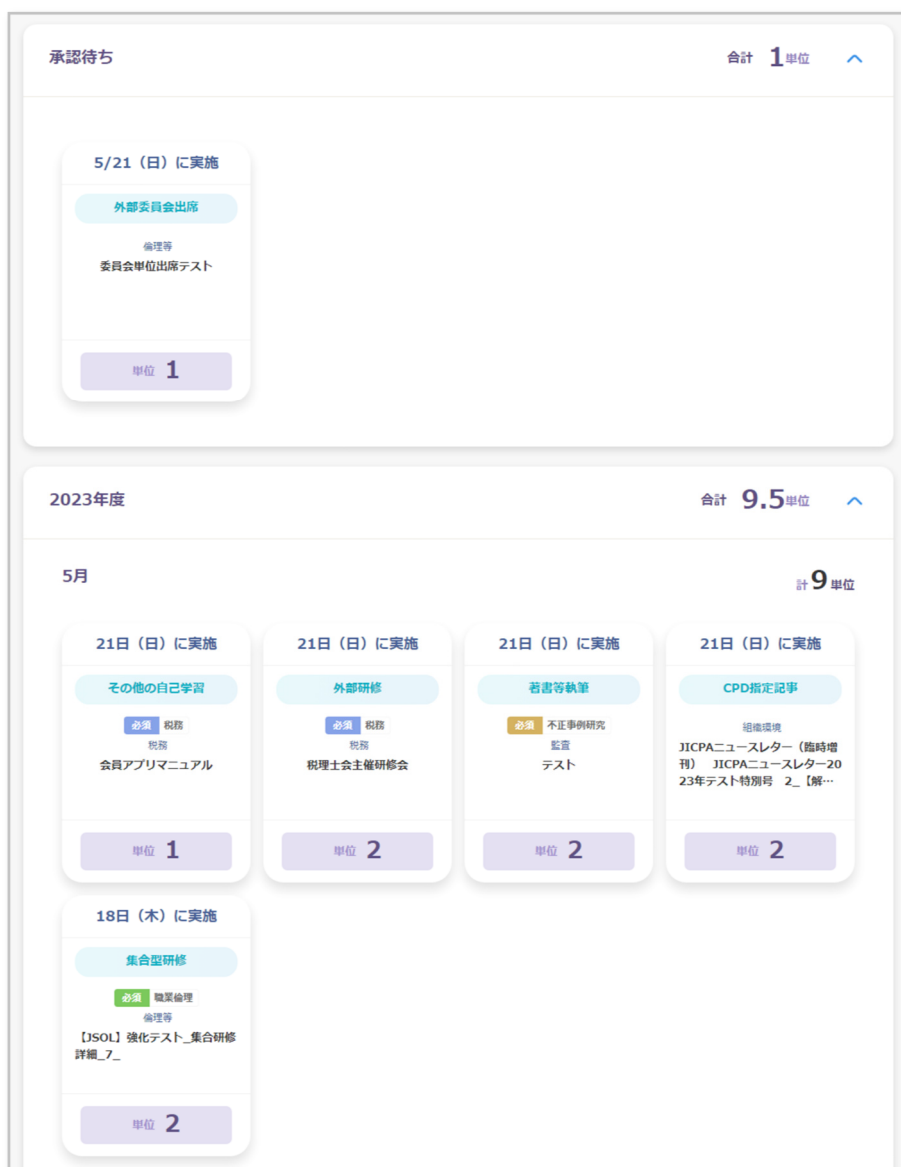 承認待ち
合計 1単位
5/21（日）に実施
外部委員会出席
倫理等
委員会単位出席テスト
単位 1
2023年度
合計 9.5単位
5月
計9単位
21日（日）に実施
その他の自己学習
必須 税務
税務
会員アプリマニュアル
単位 1
21日（日）に実施
外部研修
必須 税務
税務
税理士会主催研修会
単位 2
21日（日）に実施
著書等執筆
必須 不正事例研究
監査
テスト
単位 2
21日（日）に実施
CPD指定記事
組織環境
JICPAニュースレター（臨時増
刊） JICPAニュースレター20
23年テスト特別号 2_【解…
単位 2
18日（木）に実施
集合型研修
必須 職業倫理
倫理等
【JSOL】強化テスト_集合研修
詳細_7_
単位 2